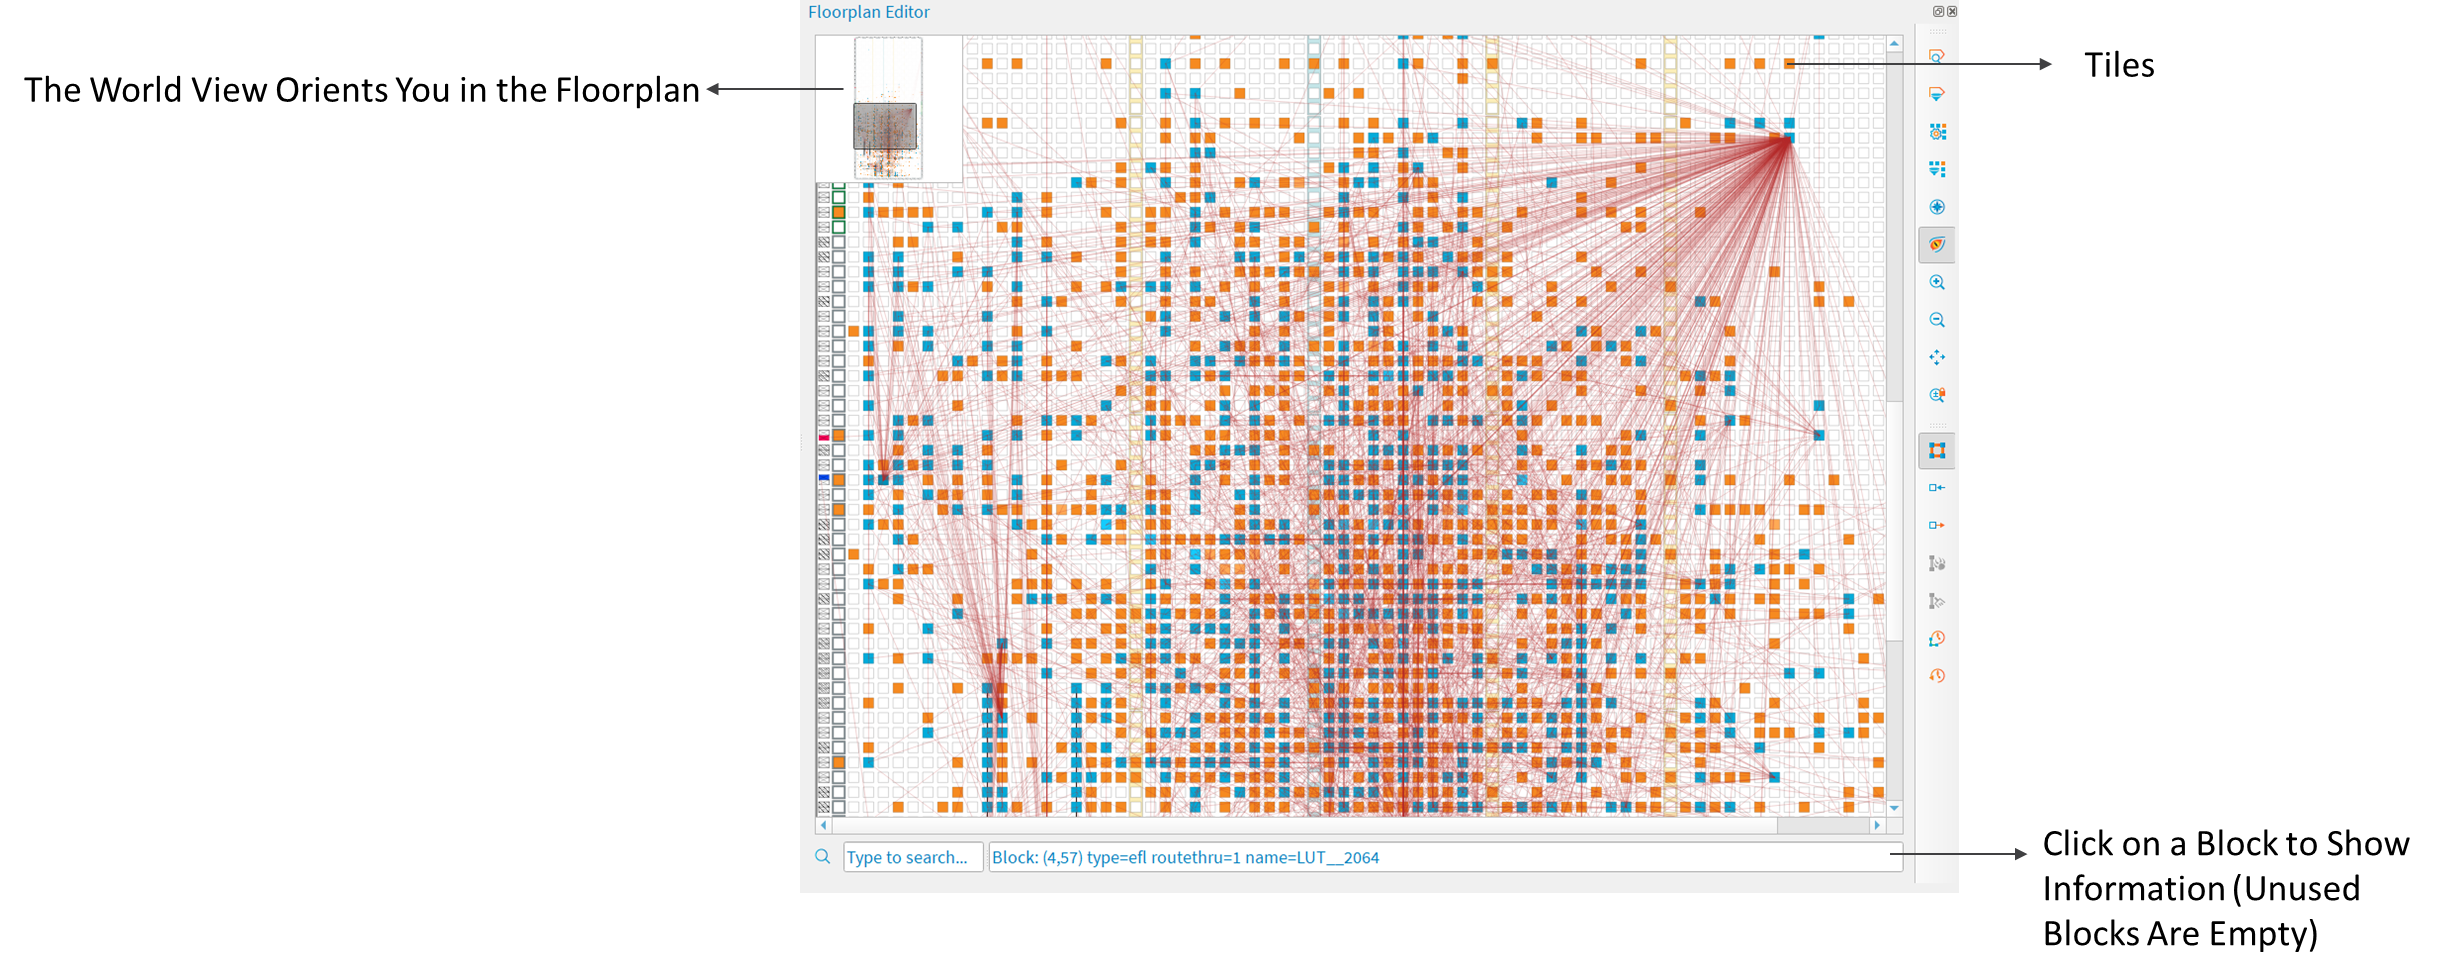 Floorplan Editor
The World View Orients You in the Floorplan
Tiles
Type to search...
Block: (4,57) type=efl routethru=1 name=LUT__2064
Click on a Block to Show
Information (Unused
Blocks Are Empty)